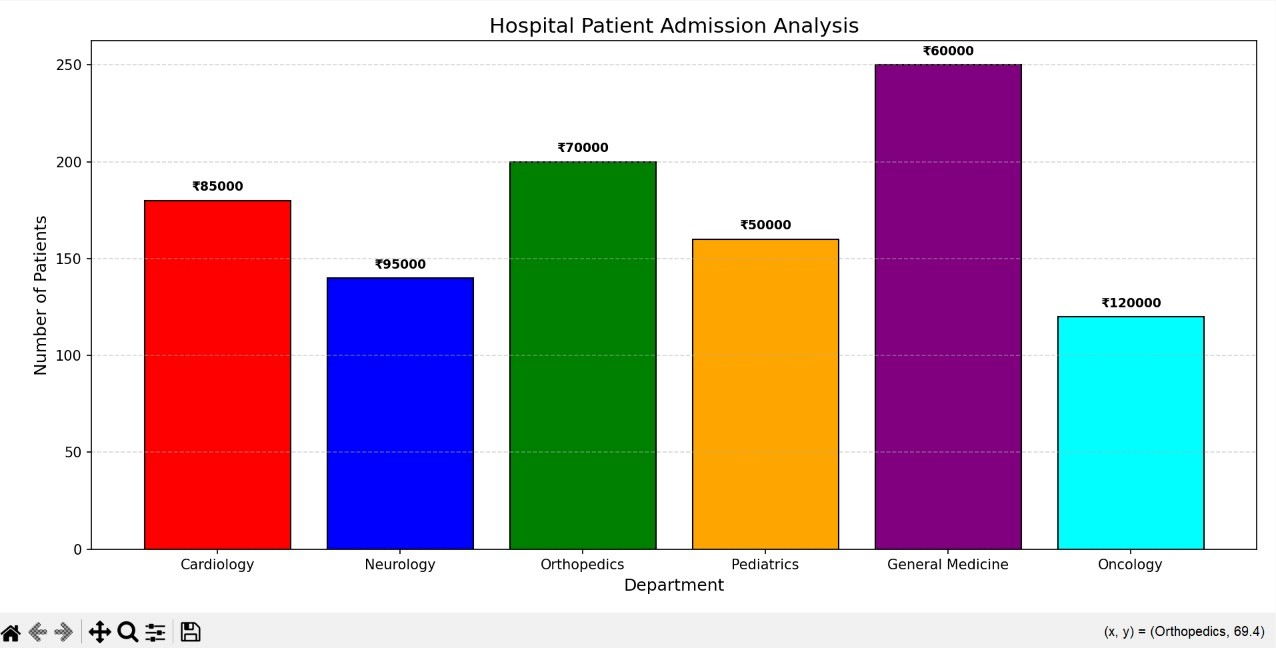 Hospital Patient Admission Analysis
₹60000
250
₹70000
200
₹85000
₹50000
150
₹95000
₹120000
100
50
0
Number of Patients
Cardiology Neurology Orthopedics Pediatrics General Medicine Oncology
Department
(x, y) = (Orthopedics, 69.4)